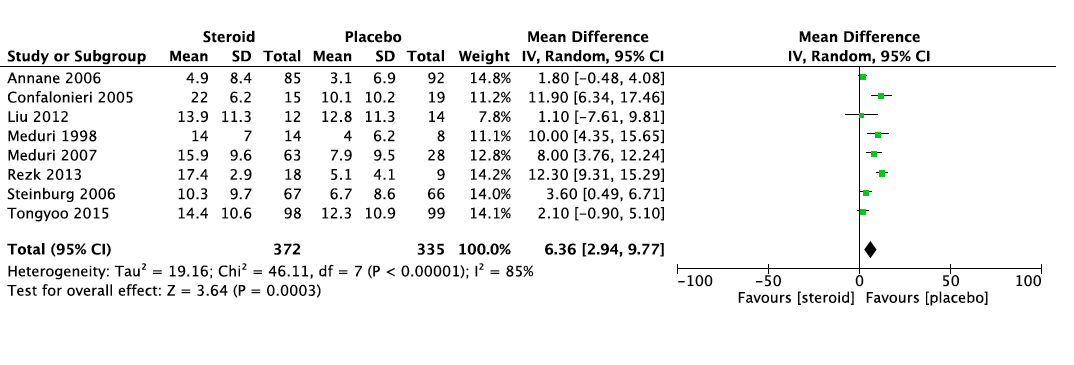 Steroid Placebo Mean Difference Mean Difference
Study or Subgroup Mean SD Total Mean SD Total Weight IV, Random, 95% CI IV, Random, 95% CI
Annane 2006 4.9 8.4 85 3.1 6.9 92 14.8% 1.80 [-0.48, 4.08]
Confalonieri 2005 22 6.2 15 10.1 10.2 19 11.2% 11.90 [6.34, 17.46]
Liu 2012 13.9 11.3 12 12.8 11.3 14 7.8% 1.10 [-7.61, 9.81]
Meduri 1998 14 7 14 4 6.2 8 11.1% 10.00 [4.35, 15.65]
Meduri 2007 15.9 9.6 63 7.9 9.5 28 12.8% 8.00 [3.76, 12.24]
Rezk 2013 17.4 2.9 18 5.1 4.1 9 14.2% 12.30 [9.31, 15.29]
Steinburg 2006 10.3 9.7 67 6.7 8.6 66 14.0% 3.60 [0.49, 6.71]
Tongyoo 2015 14.4 10.6 98 12.3 10.9 99 14.1% 2.10 [-0.90, 5.10]
Total (95% CI) 372 335 100.0% 6.36 [2.94, 9.77]
Heterogeneity: Tau² = 19.16; Chi² = 46.11, df = 7 (P < 0.00001); I² = 85%
Test for overall effect: Z = 3.64 (P = 0.0003)
-100 -50 0 50 100
Favours [steroid] Favours [placebo]